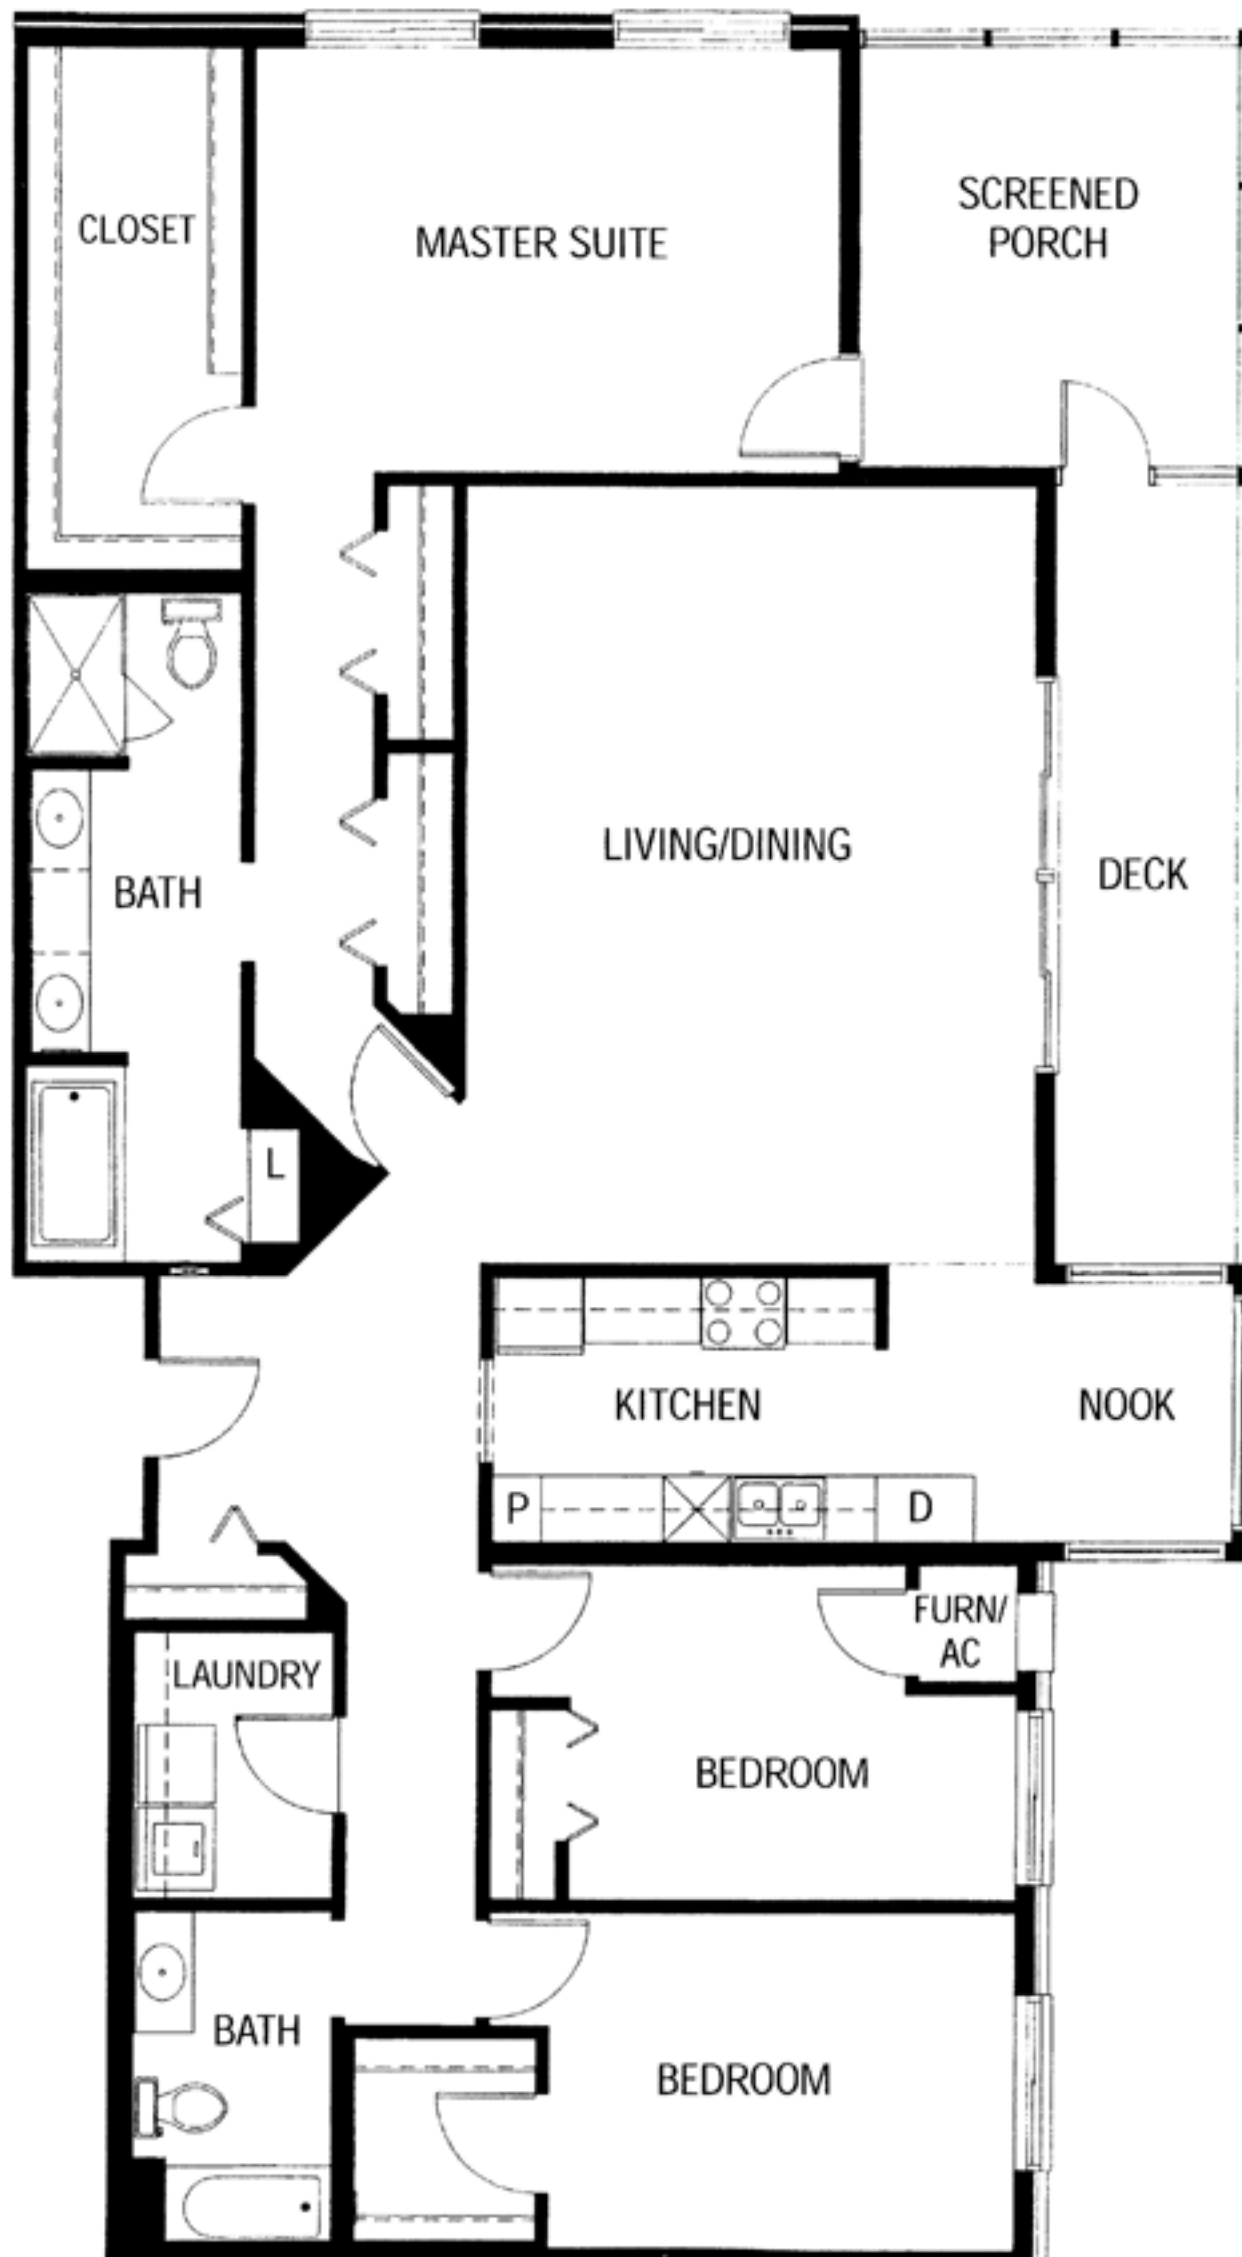 CLOSET
MASTER SUITE
SCREENED
PORCH
LIVING/DINING
DECK
BATH
L
KITCHEN
NOOK
P
D
FURN/
AC
LAUNDRY
BEDROOM
BATH
BEDROOM